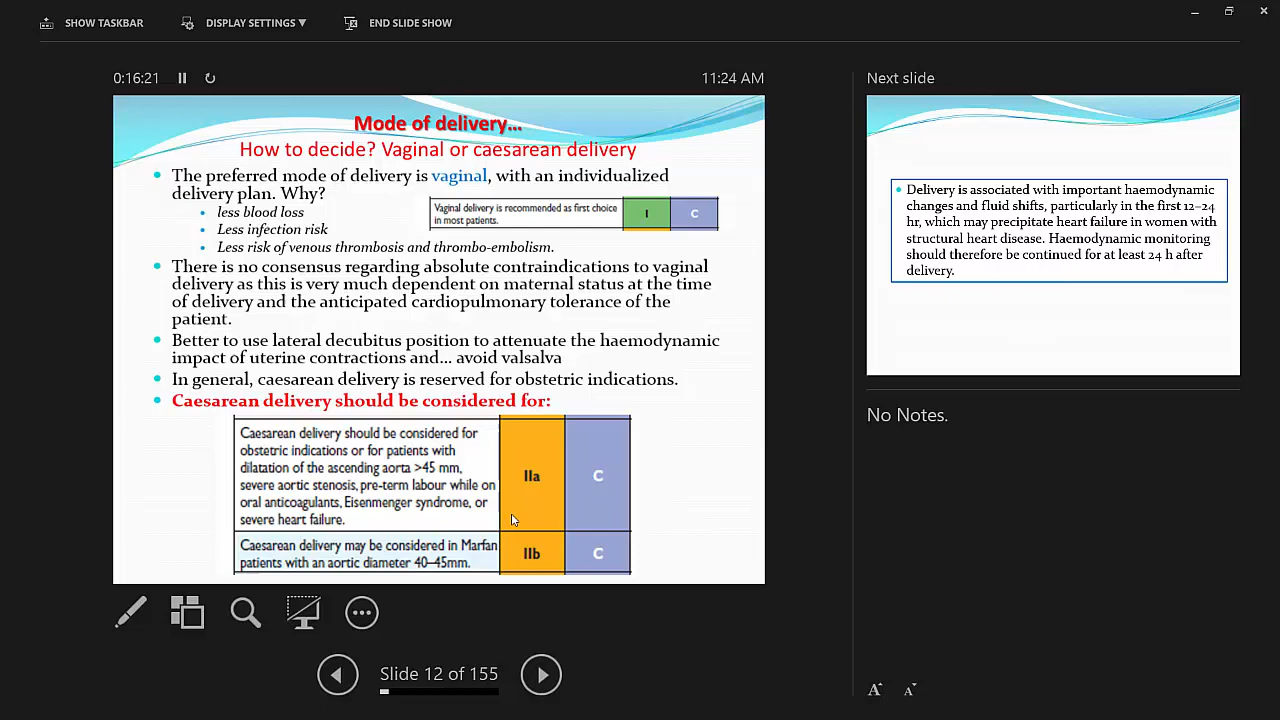 SHOW TASKBAR
DISPLAY SETTINGS ▼
END SLIDE SHOW
0:16:21
11:24 AM
Mode of delivery…
How to decide? Vaginal or caesarean delivery
• The preferred mode of delivery is vaginal, with an individualized
delivery plan. Why?
• less blood loss
• Less infection risk
• Less risk of venous thrombosis and thrombo-embolism.
Vaginal delivery is recommended as first choice
in most patients.
I
C
• There is no consensus regarding absolute contraindications to vaginal
delivery as this is very much dependent on maternal status at the time
of delivery and the anticipated cardiopulmonary tolerance of the
patient.
• Better to use lateral decubitus position to attenuate the haemodynamic
impact of uterine contractions and… avoid valsalva
• In general, caesarean delivery is reserved for obstetric indications.
• Caesarean delivery should be considered for:
Caesarean delivery should be considered for
obstetric indications or for patients with
dilatation of the ascending aorta >45 mm,
severe aortic stenosis, pre-term labour while on
oral anticoagulants, Eisenmenger syndrome, or
severe heart failure.
IIa
C
Caesarean delivery may be considered in Marfan
patients with an aortic diameter 40–45mm.
IIb
C
Slide 12 of 155
Next slide
• Delivery is associated with important haemodynamic
changes and fluid shifts, particularly in the first 12–24
hr, which may precipitate heart failure in women with
structural heart disease. Haemodynamic monitoring
should therefore be continued for at least 24 h after
delivery.
No Notes.
A
A